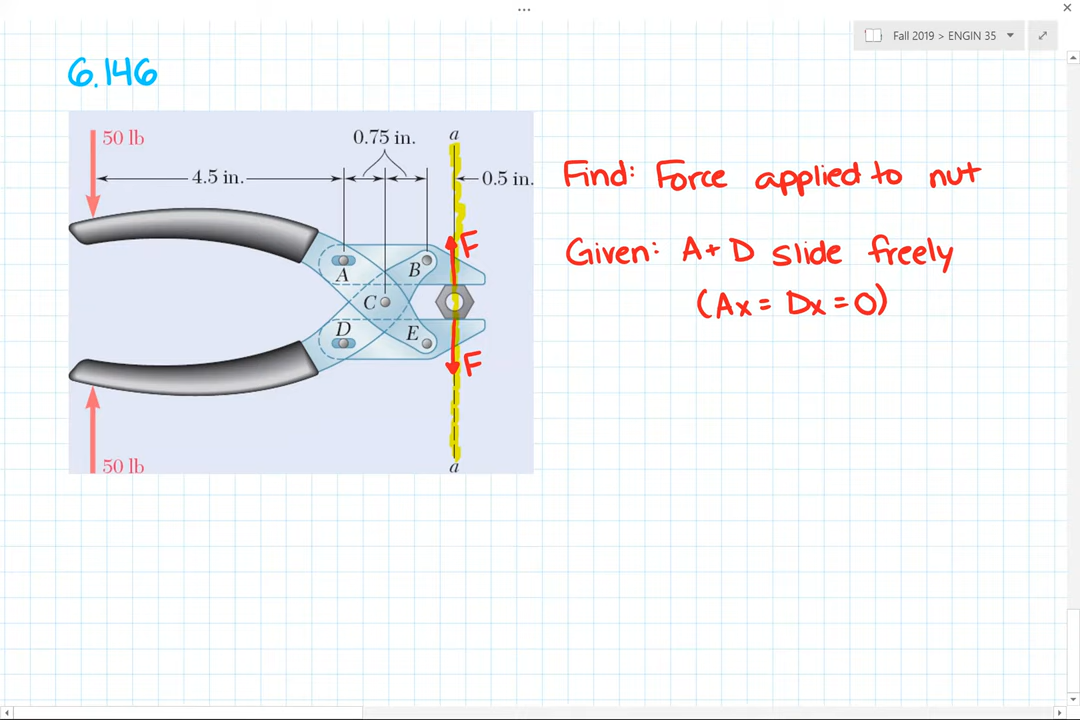 ...
Fall 2019 > ENGIN 35
6.146
50 lb
0.75 in.
a
4.5 in.
0.5 in.
Find: Force applied to nut
F
A
B
Given: A + D slide freely
C
(Ax = Dx = 0)
D
E
F
50 lb
a